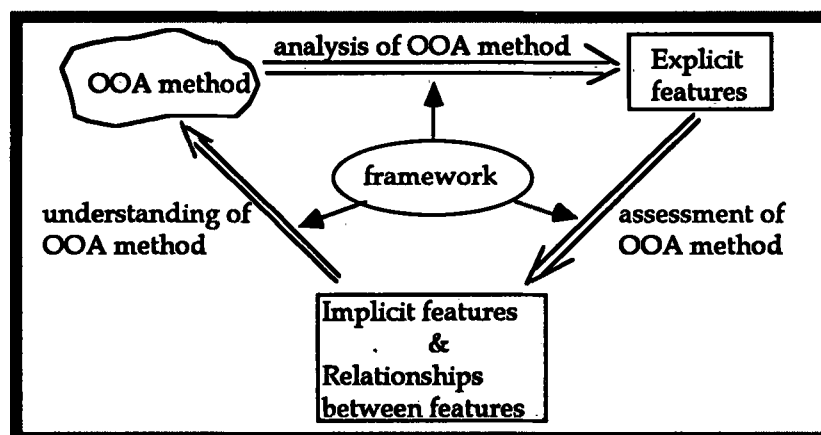 analysis of OOA method
OOA method
Explicit
features
framework
understanding of
OOA method
assessment of
OOA method
Implicit features
&
Relationships
between features